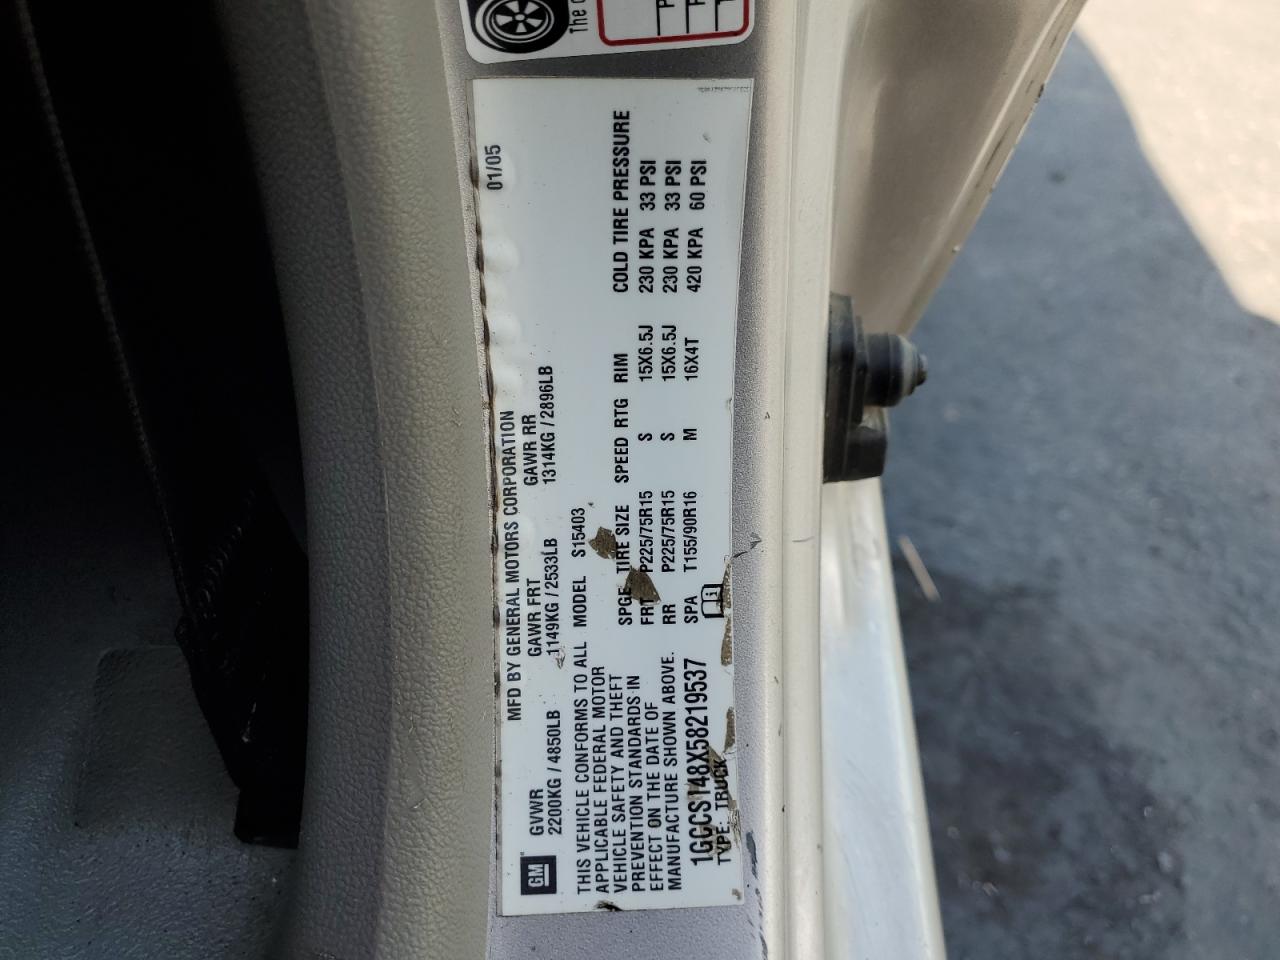 The
MFD BY GENERAL MOTORS CORPORATION 01/05
GM GVWR GAWR FRT GAWR RR
2200KG / 4850LB 1149KG / 2533LB 1314KG / 2896LB
THIS VEHICLE CONFORMS TO ALL MODEL S15403
APPLICABLE FEDERAL MOTOR
VEHICLE SAFETY AND THEFT
PREVENTION STANDARDS IN
EFFECT ON THE DATE OF
MANUFACTURE SHOWN ABOVE.
SPGE TIRE SIZE SPEED RTG RIM COLD TIRE PRESSURE
FRT P225/75R15 S 15X6.5J 230 KPA 33 PSI
RR P225/75R15 S 15X6.5J 230 KPA 33 PSI
SPA T155/90R16 M 16X4T 420 KPA 60 PSI
1GCCS148X58219537
TYPE: TRUCK